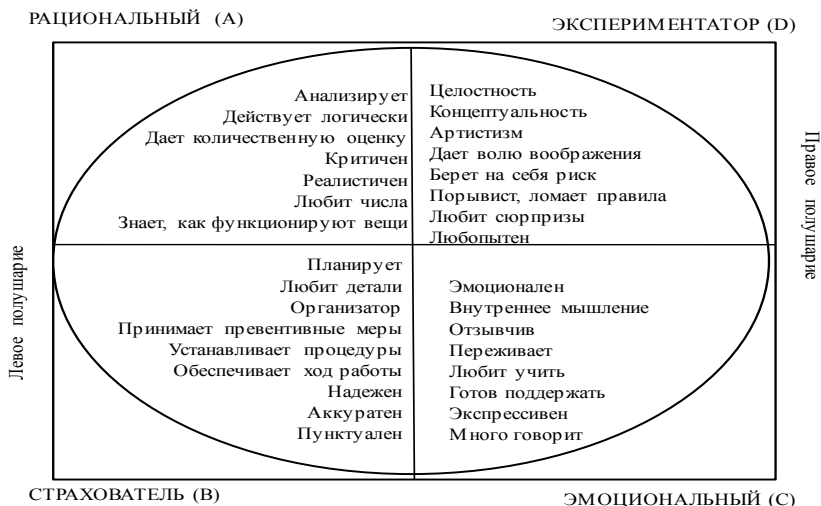 РАЦИОНАЛЬНЫЙ (А)
ЭКСПЕРИМЕНТАТОР (D)
Анализирует
Действует логически
Дает количественную оценку
Критичен
Реалистичен
Любит числа
Знает, как функционируют вещи
Целостность
Концептуальность
Артистизм
Дает волю воображения
Берет на себя риск
Порывист, ломает правила
Любит сюрпризы
Любопытен
Левое полушарие
Правое полушарие
Планирует
Любит детали
Организатор
Принимает превентивные меры
Устанавливает процедуры
Обеспечивает ход работы
Надежен
Аккуратен
Пунктуален
Эмоционален
Внутреннее мышление
Отзывчив
Переживает
Любит учить
Готов поддержать
Экспрессивен
Много говорит
СТРАХОВАТЕЛЬ (В)
ЭМОЦИОНАЛЬНЫЙ (С)